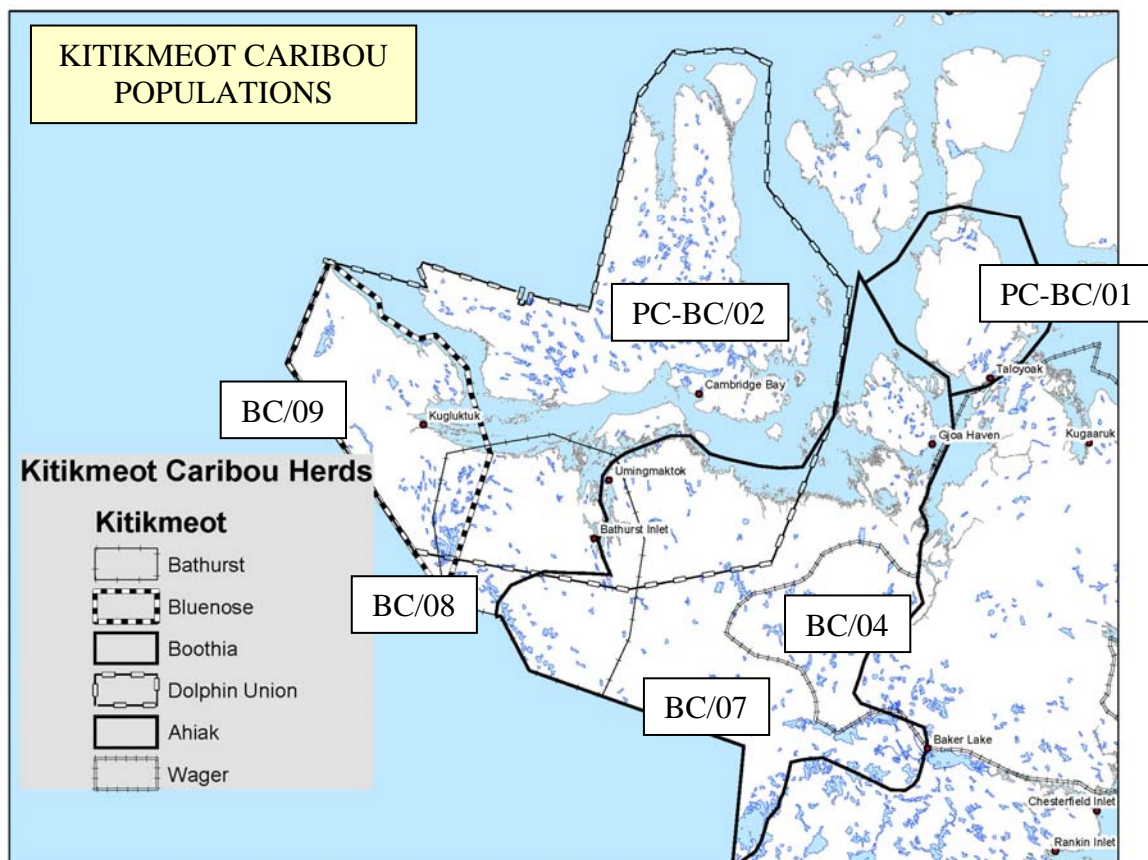 KITIKMEOT CARIBOU
POPULATIONS
PC-BC/01
PC-BC/02
Taloyoak
Cambridge Bay
BC/09
Kugluktuk
Gjoa Haven
Kugaaruk
Kitikmeot Caribou Herds
Umingmaktok
Kitikmeot
Bathurst Inlet
Bathurst
BC/08
Bluenose
BC/04
Boothia
Dolphin Union
BC/07
Ahiak
Baker Lake
Wager
Chesterfield Inlet
Rankin Inlet